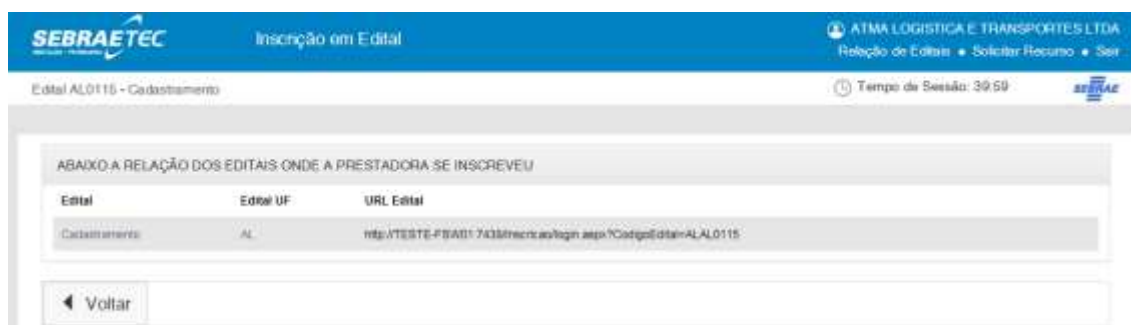 SEBRAETEC
Inscrição em Edital
ATMA LOGISTICA E TRANSPORTES LTDA
Relação de Editais • Solicitar Recurso • Sair
Edital AL0115 - Cadastramento
Tempo de Sessão: 39:59
SEBRAE
ABAIXO A RELAÇÃO DOS EDITAIS ONDE A PRESTADORA SE INSCREVEU
Edital Edital UF URL Edital
Cadastramento AL
Voltar